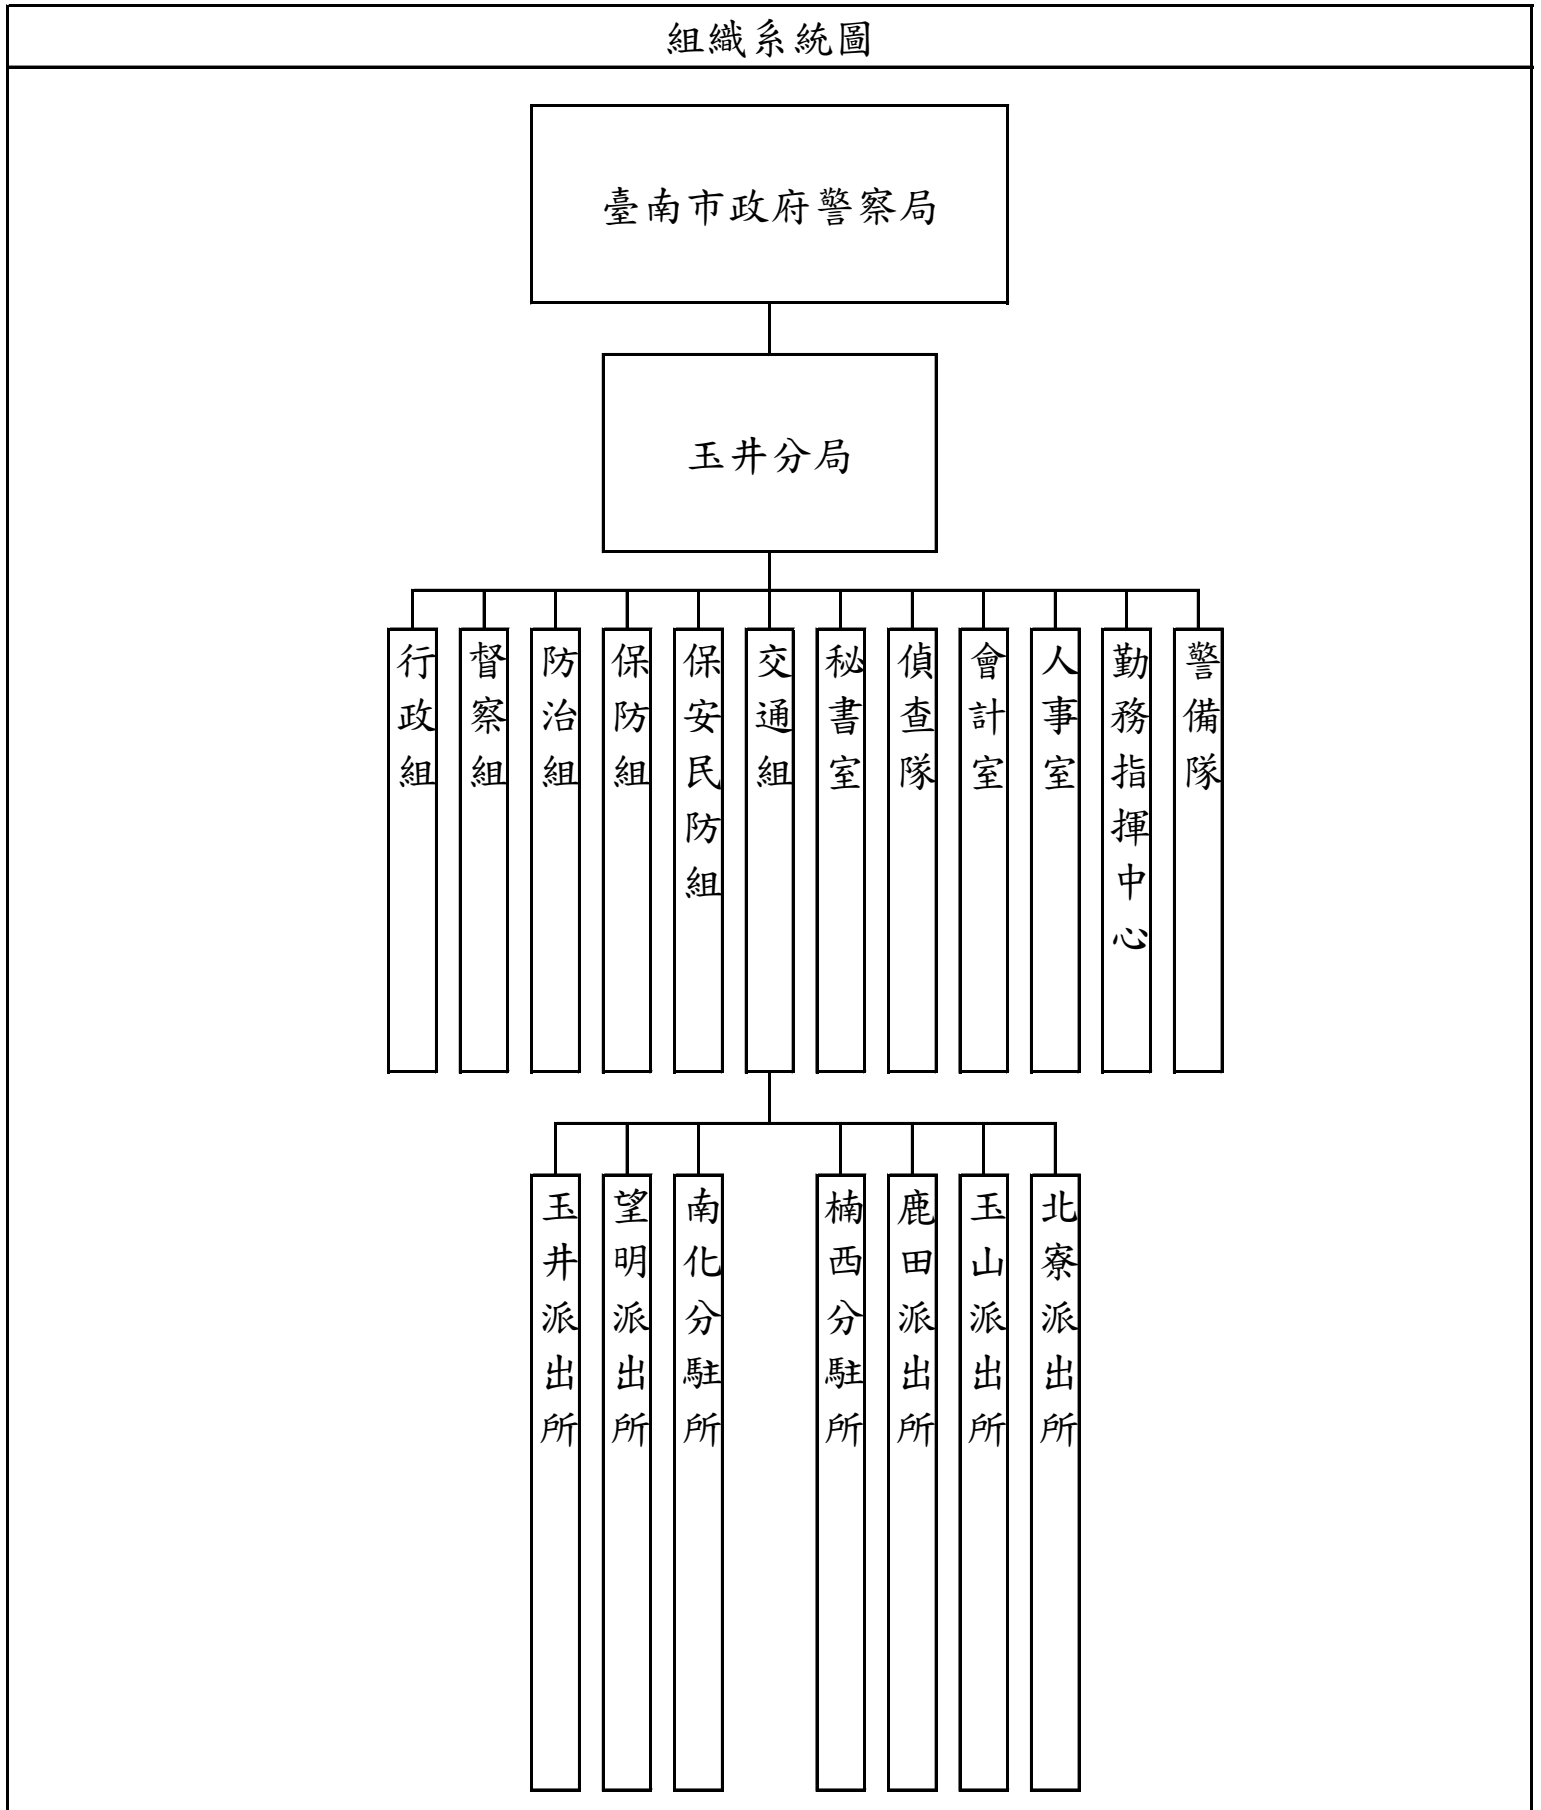 組織系統圖
臺南市政府警察局
玉井分局
行政組
督察組
防治組
保防組
保安民防組
交通組
秘書室
偵查隊
會計室
人事室
勤務指揮中心
警備隊
玉井派出所
望明派出所
南化分駐所
楠西分駐所
鹿田派出所
玉山派出所
北寮派出所